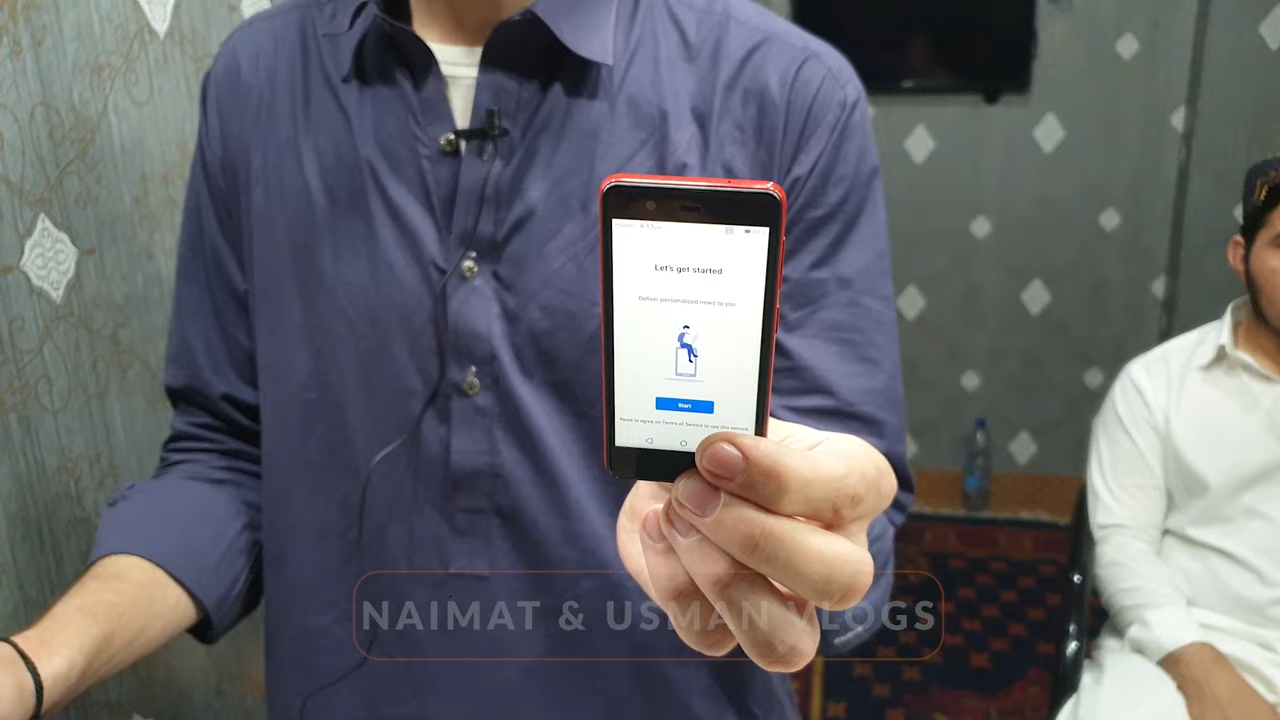 Let's get started
Deliver personalized news to you
Start
Need to agree on Terms of Service to use this service
NAIMAT & USMAN VLOGS